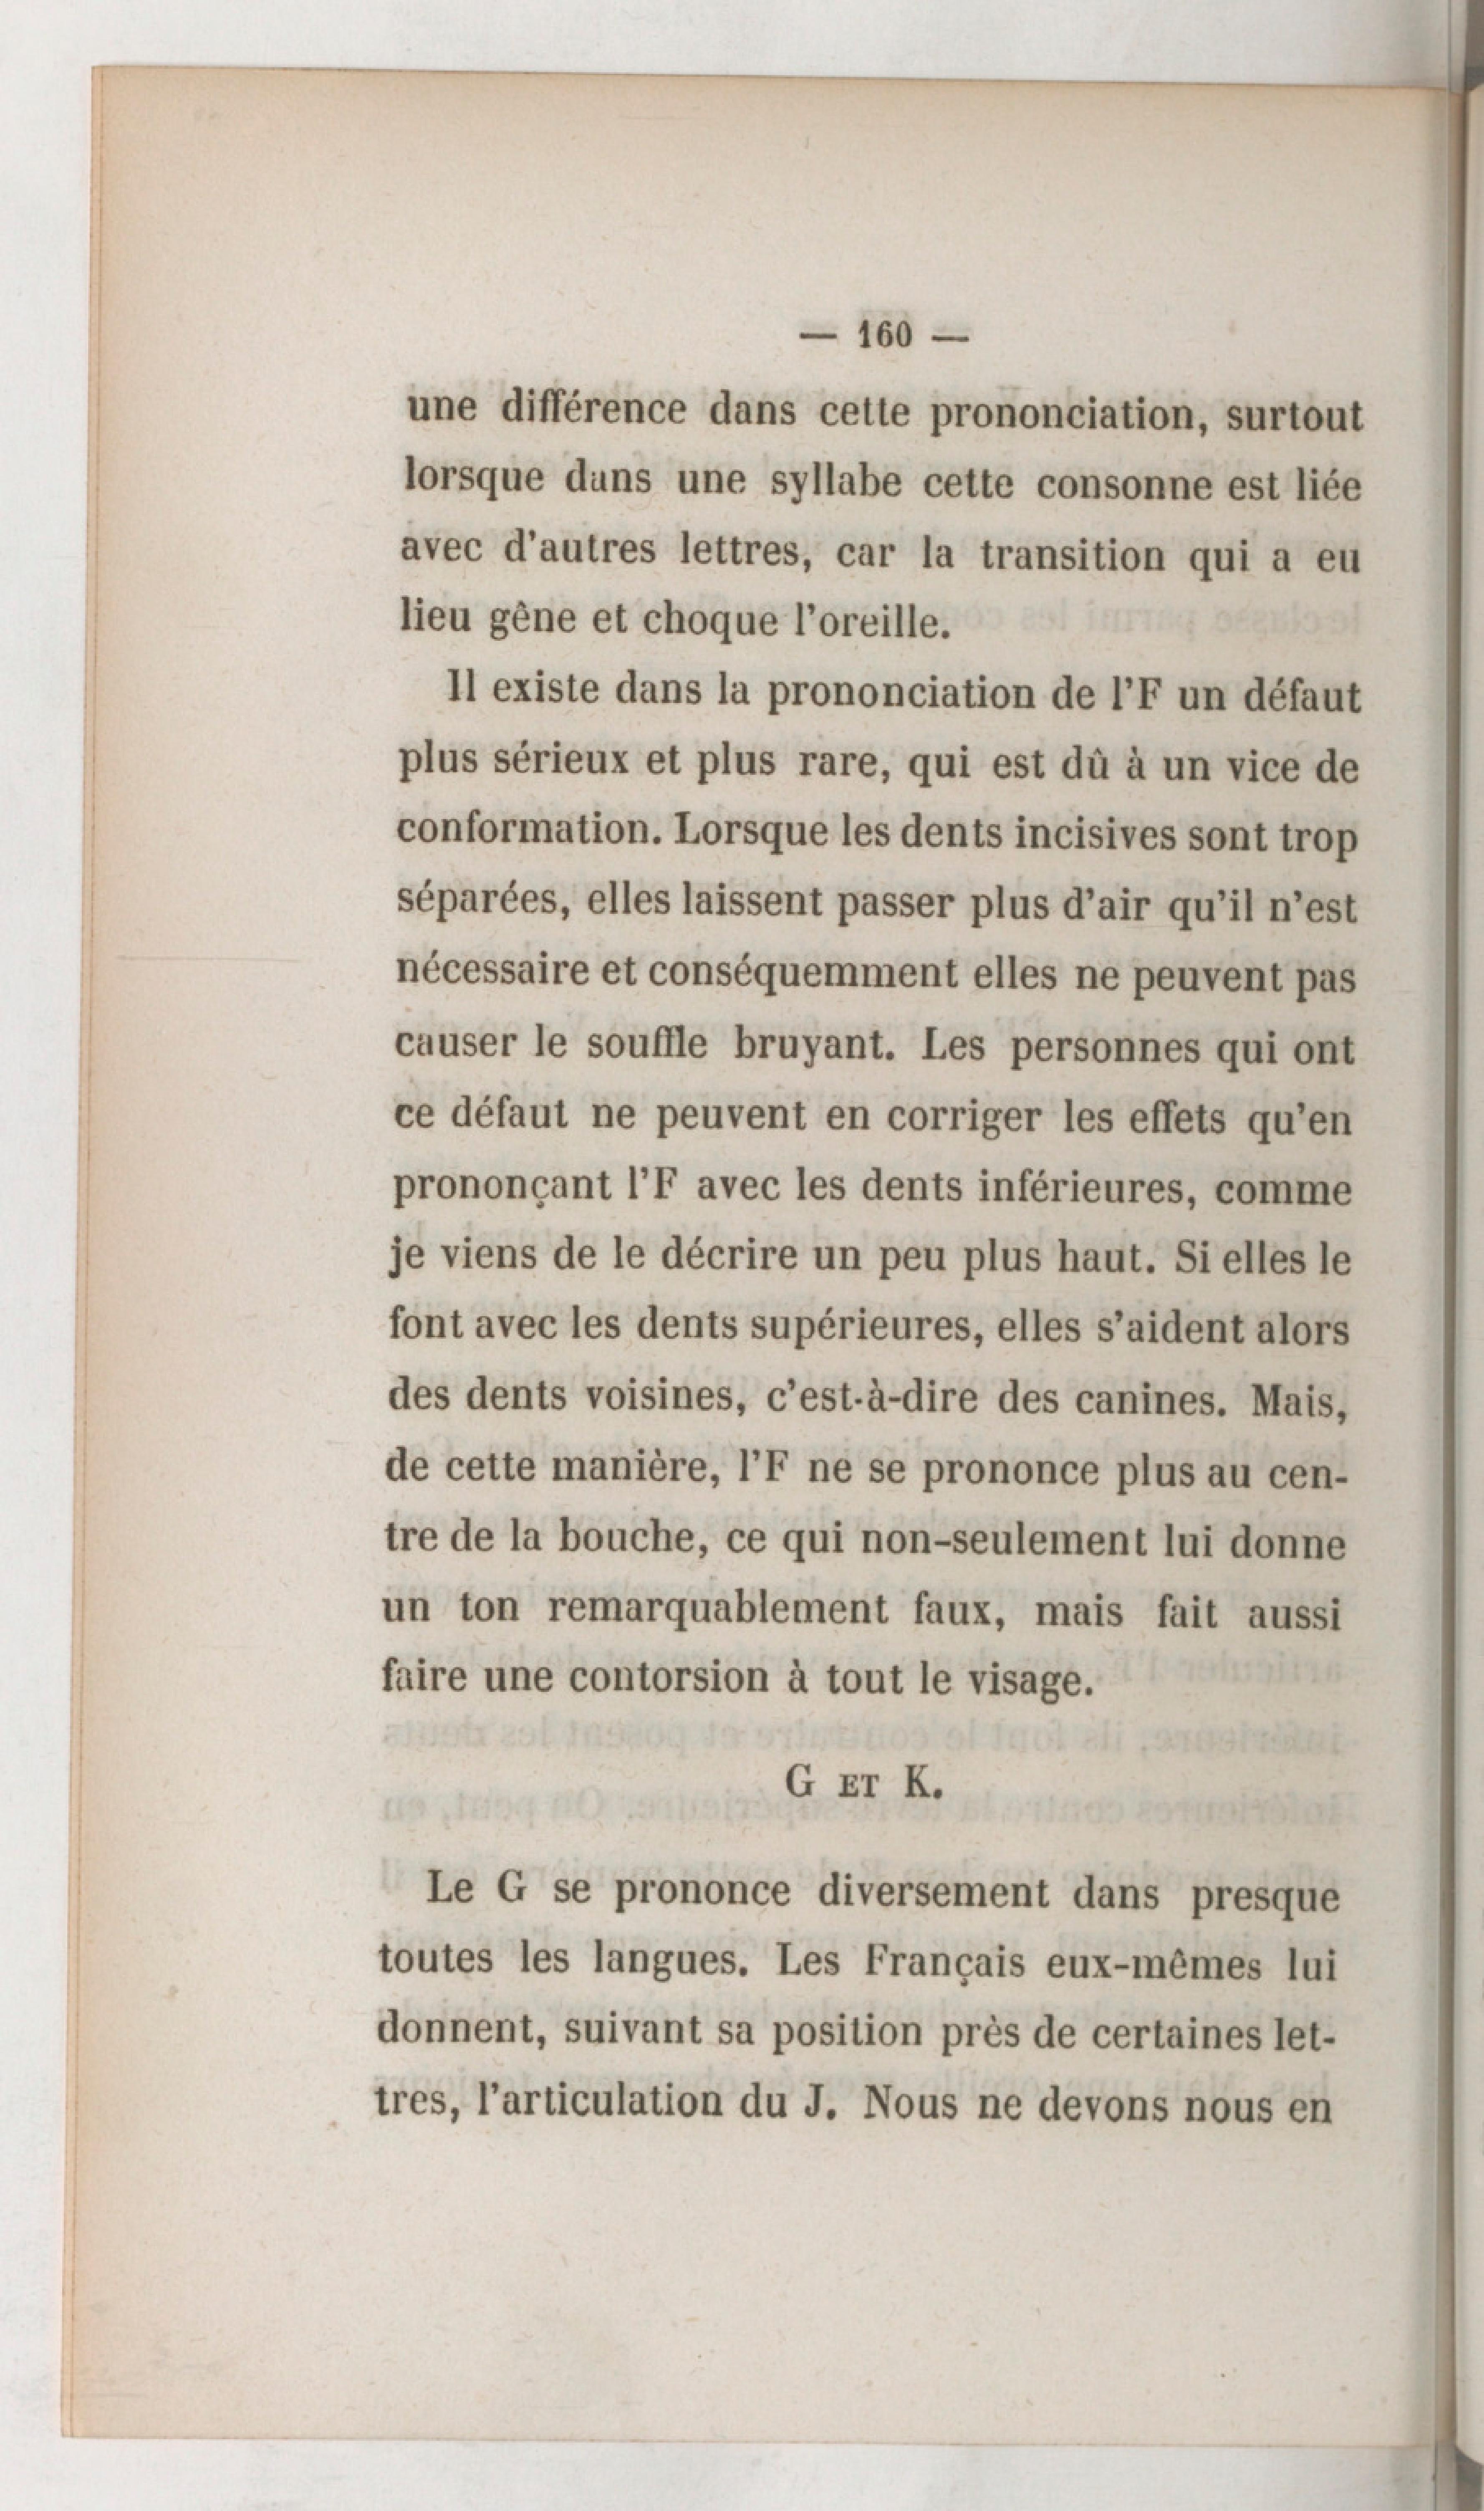 — 160 —
une différence dans cette prononciation, surtout
lorsque dans une syllabe cette consonne est liée
avec d'autres lettres, car la transition qui a eu
lieu gêne et choque l'oreille.
Il existe dans la prononciation de l'F un défaut
plus sérieux et plus rare, qui est dû à un vice de
conformation. Lorsque les dents incisives sont trop
séparées, elles laissent passer plus d'air qu'il n'est
nécessaire et conséquemment elles ne peuvent pas
causer le souffle bruyant. Les personnes qui ont
ce défaut ne peuvent en corriger les effets qu'en
prononçant l'F avec les dents inférieures, comme
je viens de le décrire un peu plus haut. Si elles le
font avec les dents supérieures, elles s'aident alors
des dents voisines, c'est-à-dire des canines. Mais,
de cette manière, l'F ne se prononce plus au cen-
tre de la bouche, ce qui non-seulement lui donne
un ton remarquablement faux, mais fait aussi
faire une contorsion à tout le visage.
G ET K.
Le G se prononce diversement dans presque
toutes les langues. Les Français eux-mêmes lui
donnent, suivant sa position près de certaines let-
tres, l'articulation du J. Nous ne devons nous en